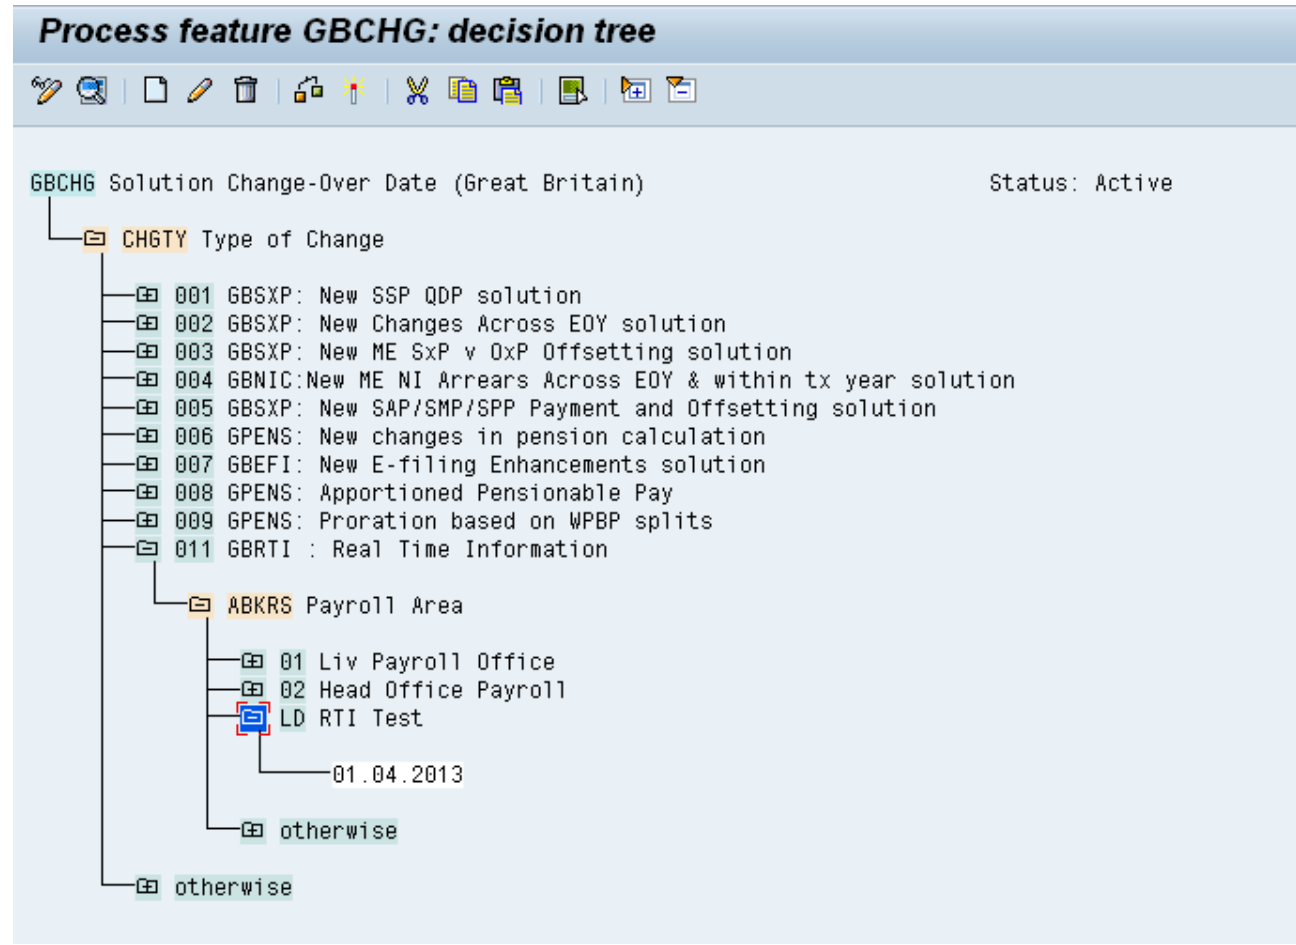 Process feature GBCHG: decision tree
GBCHG Solution Change-Over Date (Great Britain) Status: Active
CHGTY Type of Change
001 GBSXP: New SSP QDP solution
002 GBSXP: New Changes Across EOY solution
003 GBSXP: New ME SxP v OxP Offsetting solution
004 GBNIC:New ME NI Arrears Across EOY & within tx year solution
005 GBSXP: New SAP/SMP/SPP Payment and Offsetting solution
006 GPENS: New changes in pension calculation
007 GBEFI: New E-filing Enhancements solution
008 GPENS: Apportioned Pensionable Pay
009 GPENS: Proration based on WPBP splits
011 GBRTI : Real Time Information
ABKRS Payroll Area
01 Liv Payroll Office
02 Head Office Payroll
LD RTI Test
01.04.2013
otherwise
otherwise